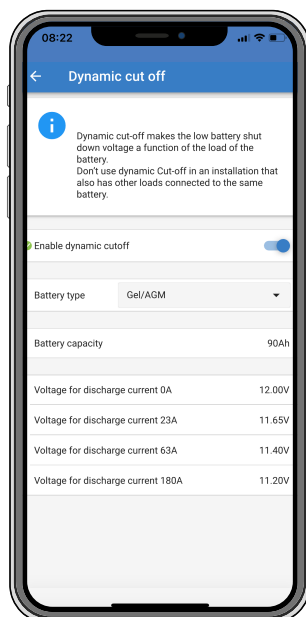 08:22
Dynamic cut off
Dynamic cut-off makes the low battery shut
down voltage a function of the load of the
battery.
Don't use dynamic Cut-off in an installation that
also has other loads connected to the same
battery.
Enable dynamic cutoff
Battery type Gel/AGM
Battery capacity 90Ah
Voltage for discharge current 0A 12.00V
Voltage for discharge current 23A 11.65V
Voltage for discharge current 63A 11.40V
Voltage for discharge current 180A 11.20V